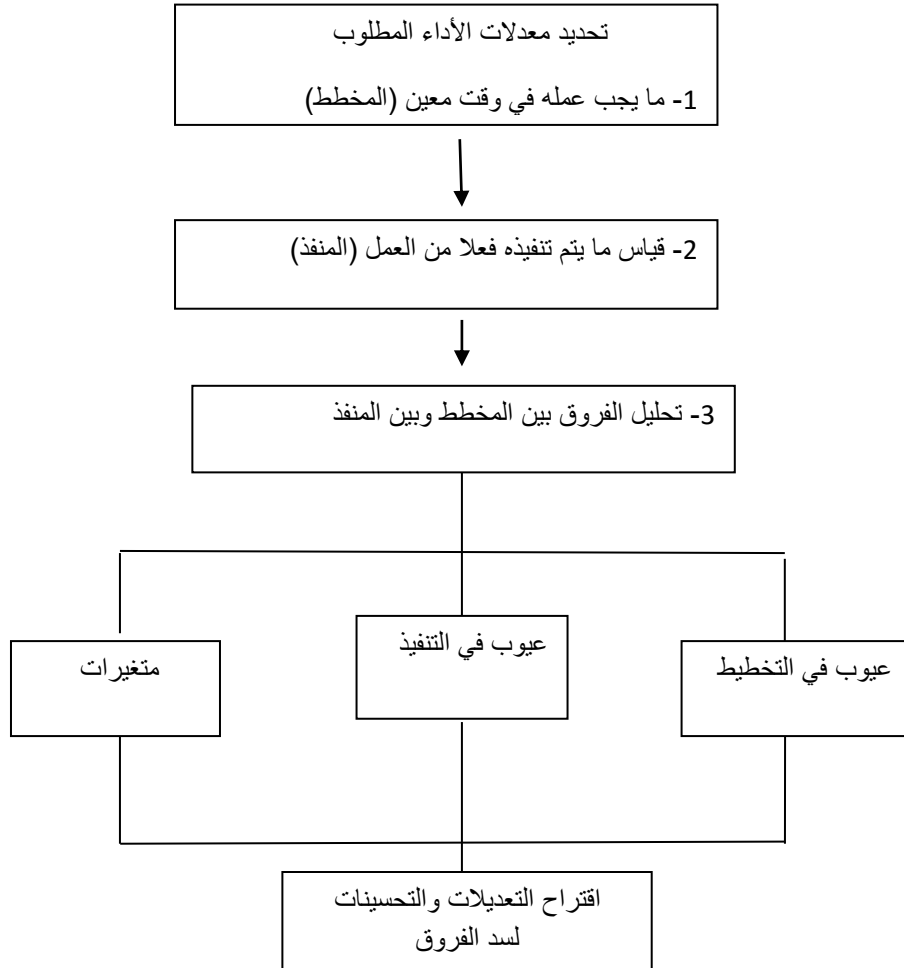 تحديد معدلات الأداء المطلوب
1- ما يجب عمله في وقت معين (المخطط)
2- قياس ما يتم تنفيذه فعلا من العمل (المنفذ)
3- تحليل الفروق بين المخطط وبين المنفذ
عيوب في التخطيط
عيوب في التنفيذ
متغيرات
اقتراح التعديلات والتحسينات
لسد الفروق